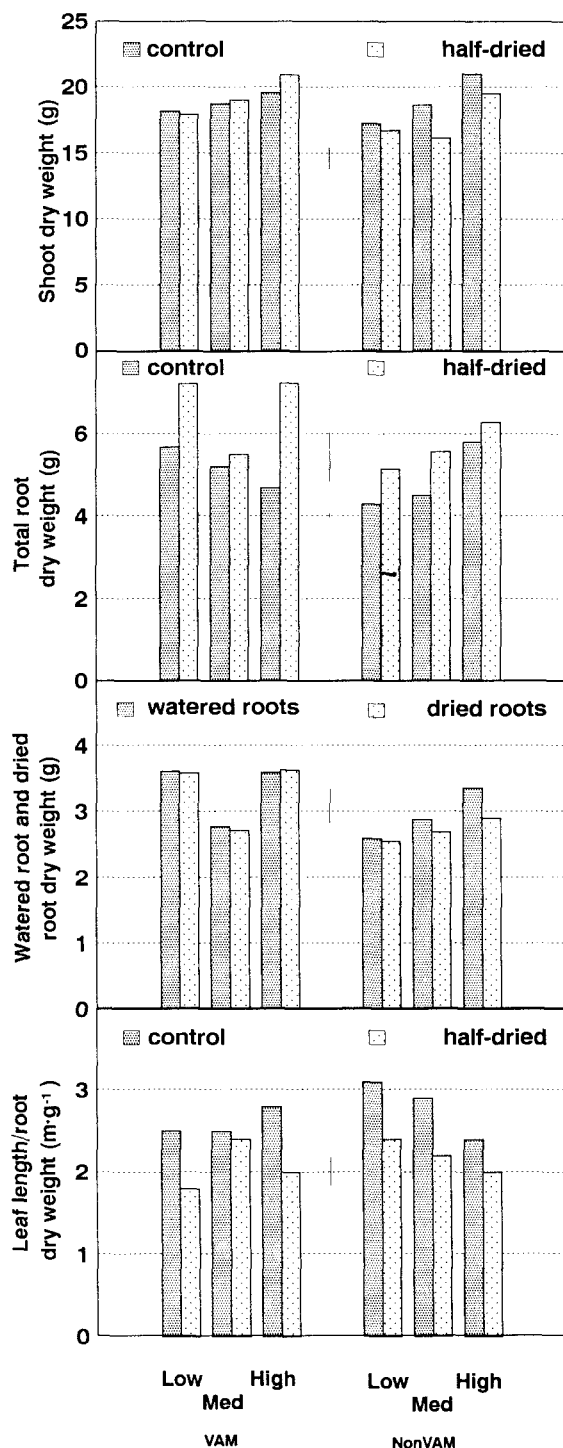 25
control half-dried
20
15
10
5
0
Shoot dry weight (g)
control half-dried
6
4
2
0
Total root
dry weight (g)
watered roots dried roots
4
3
2
1
0
Watered root and dried
root dry weight (g)
control half-dried
3
2
1
0
Leaf length/root
dry weight (m·g⁻¹)
Low High Low High
Med Med
VAM NonVAM